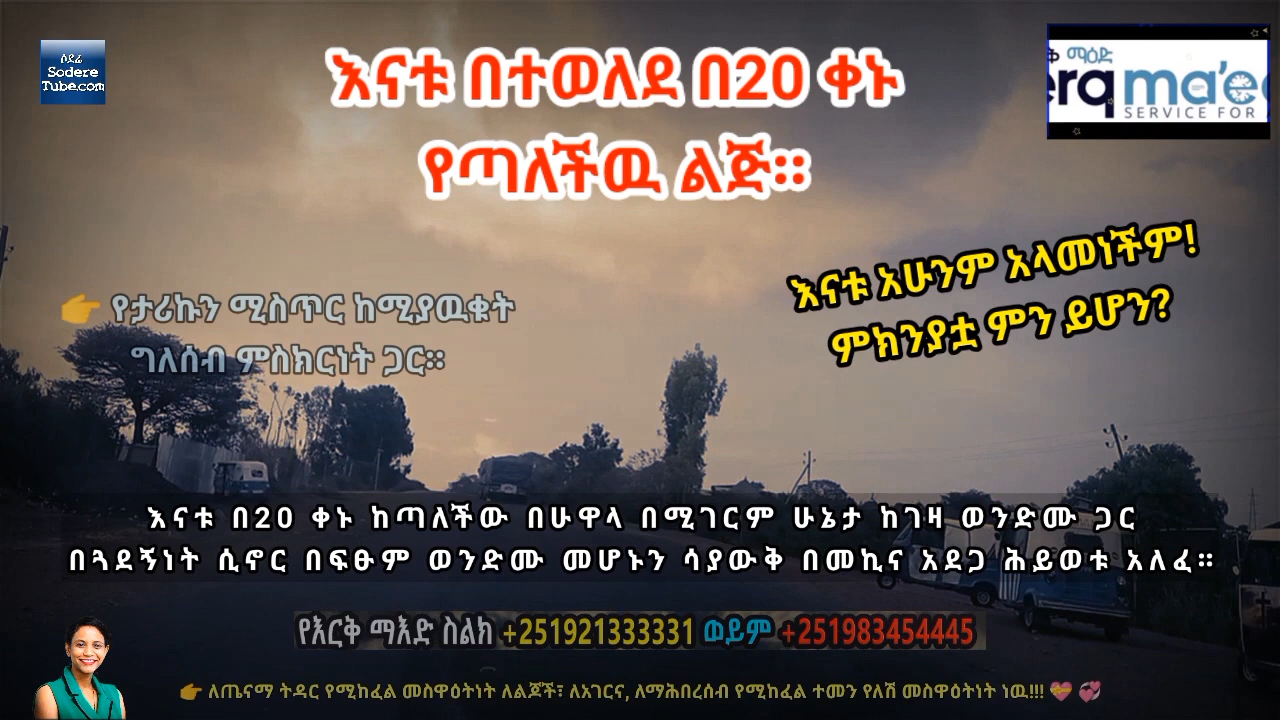 ሶደሬ
Sodere
Tube.com
ማዕድ
erq ma'ed
SERVICE FOR
እናቱ በተወለደ በ20 ቀኑ
የጣለችዉ ልጅ።
እናቱ አሁንም አላመነችም!
ምክንያቷ ምን ይሆን?
👉 የታሪኩን ሚስጥር ከሚያዉቁት
ግለሰብ ምስክርነት ጋር።
እናቱ በ20 ቀኑ ከጣለችው በሁዋላ በሚገርም ሁኔታ ከገዛ ወንድሙ ጋር
በጓደኝነት ሲኖር በፍፁም ወንድሙ መሆኑን ሳያውቅ በመኪና አደጋ ሕይወቱ አለፈ።
የእርቅ ማእድ ስልክ +251921333331 ወይም +251983454445
👉 ለጤናማ ትዳር የሚከፈል መስዋዕትነት ለልጆች፣ ለአገርና, ለማሕበረሰብ የሚከፈል ተመን የለሽ መስዋዕትነት ነዉ!!! 💝 💞